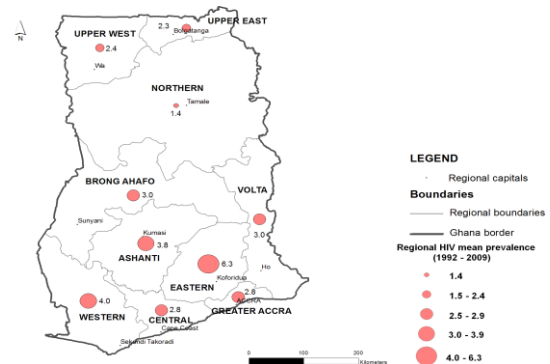 N
UPPER EAST
2.3
Bolgatanga
UPPER WEST
2.4
Wa
NORTHERN
Tamale
1.4
BRONG AHAFO
3.0
VOLTA
3.0
Sunyani
Kumasi
3.8
ASHANTI
6.3
Ho
EASTERN
Koforidua
2.8
ACCRA
4.0
2.8
GREATER ACCRA
WESTERN
CENTRAL
Cape Coast
Sekundi Takoradi
LEGEND
Regional capitals
Boundaries
Regional boundaries
Ghana border
Regional HIV mean prevalence
(1992 - 2009)
1.4
1.5 - 2.4
2.5 - 2.9
3.0 - 3.9
4.0 - 6.3
0
100
200
Kilometers